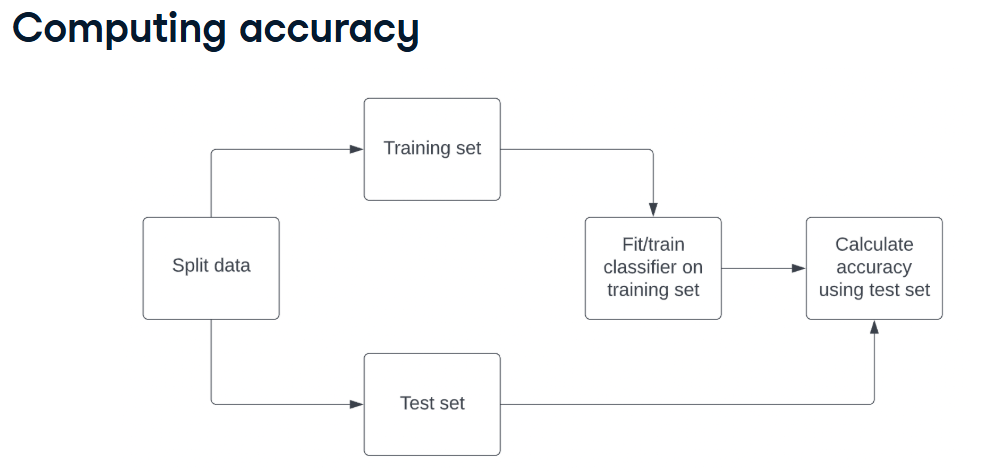 Computing accuracy
Training set
Split data
Fit/train
classifier on
training set
Calculate
accuracy
using test set
Test set